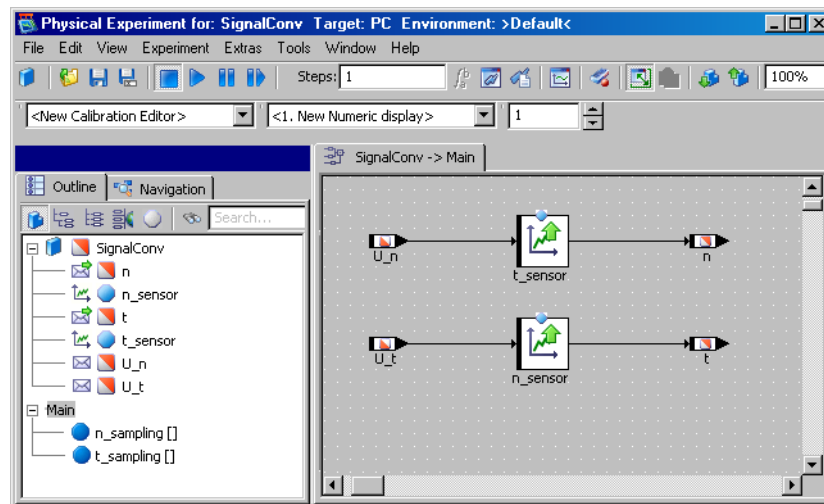 Physical Experiment for: SignalConv Target: PC Environment: >Default<
File Edit View Experiment Extras Tools Window Help
Steps: 1 100%
<New Calibration Editor> <1. New Numeric display> 1
SignalConv -> Main
Outline Navigation
Search...
SignalConv
n
n_sensor
t
t_sensor
U_n
U_t
Main
n_sampling []
t_sampling []
U_n t_sensor n
U_t n_sensor t